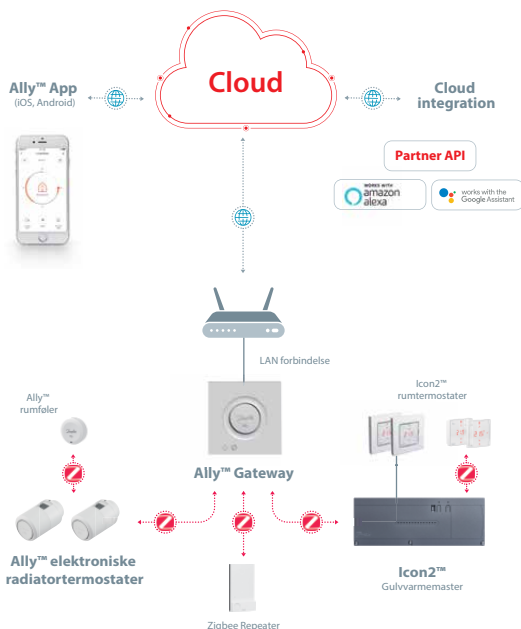 Cloud
Ally™ App
(iOS, Android)
Cloud
integration
Partner API
WORKS WITH
amazon
alexa
works with the
Google Assistant
LAN forbindelse
Ally™
rumføler
Icon2™
rumtermostater
Ally™ Gateway
Ally™ elektroniske
radiatortermostater
Icon2™
Gulvvarmemaster
Zigbee Repeater